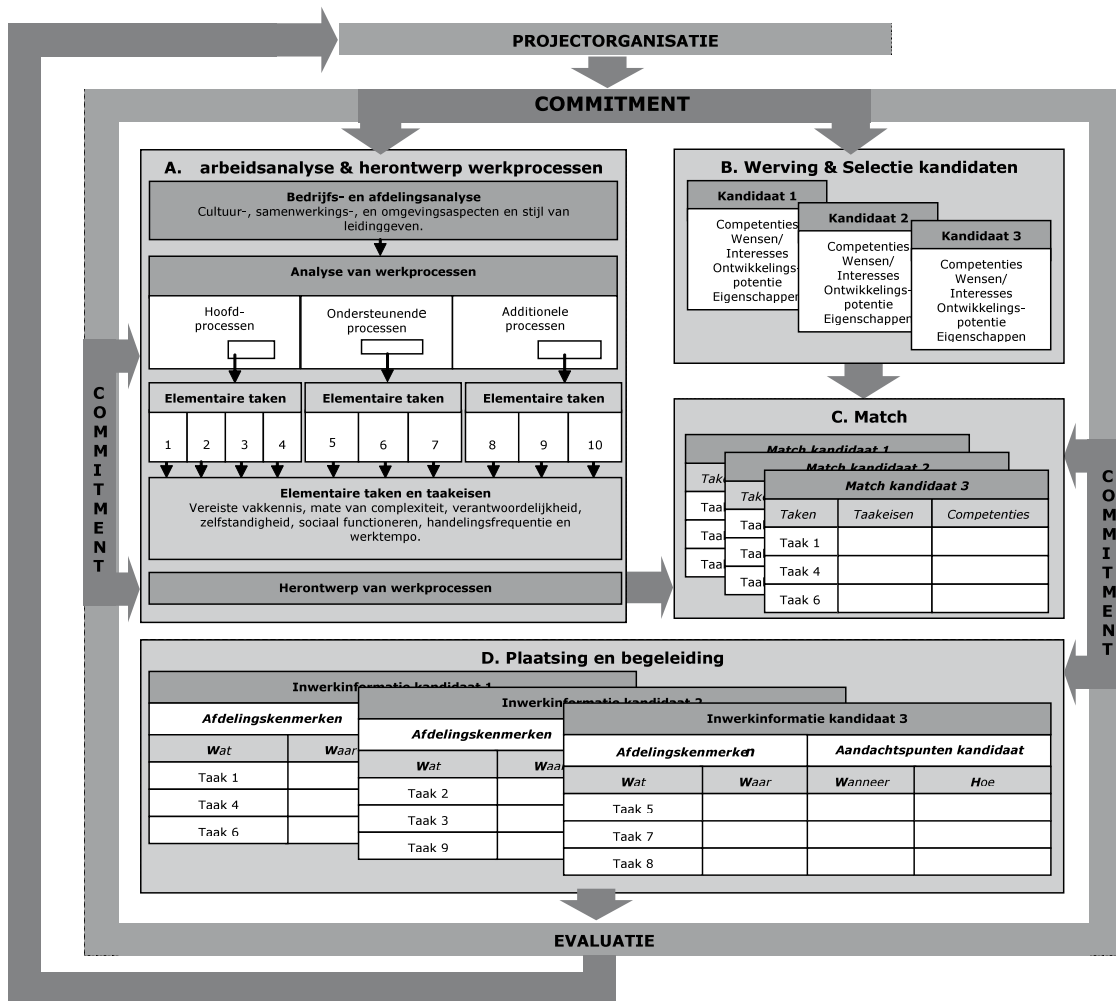 PROJECTORGANISATIE
COMMITMENT
A. arbeidsanalyse & herontwerp werkprocessen
Bedrijfs- en afdelingsanalyse
Cultuur-, samenwerkings-, en omgevingsaspecten en stijl van
leidinggeven.
Analyse van werkprocessen
Hoofd-
processen
Ondersteunende
processen
Additionele
processen
Elementaire taken
Elementaire taken
Elementaire taken
1 2 3 4 5 6 7 8 9 10
Elementaire taken en taakeisen
Vereiste vakkennis, mate van complexiteit, verantwoordelijkheid,
zelfstandigheid, sociaal functioneren, handelingsfrequentie en
werktempo.
Herontwerp van werkprocessen
B. Werving & Selectie kandidaten
Kandidaat 1
Competenties
Wensen/
Interesses
Ontwikkelings-
potentie
Eigenschappen
Kandidaat 2
Competenties
Wensen/
Interesses
Ontwikkelings-
potentie
Eigenschappen
Kandidaat 3
Competenties
Wensen/
Interesses
Ontwikkelings-
potentie
Eigenschappen
C. Match
Match kandidaat 1
Match kandidaat 2
Match kandidaat 3
Taken Taakeisen Competenties
Taak 1
Taak 4
Taak 6
COMMITMENT
COMMITMENT
D. Plaatsing en begeleiding
Inwerkinformatie kandidaat 1
Afdelingskenmerken
Wat Waar
Taak 1
Taak 4
Taak 6
Inwerkinformatie kandidaat 2
Afdelingskenmerken
Wat Waar
Taak 2
Taak 3
Taak 9
Inwerkinformatie kandidaat 3
Afdelingskenmerken Aandachtspunten kandidaat
Wat Waar Wanneer Hoe
Taak 5
Taak 7
Taak 8
EVALUATIE